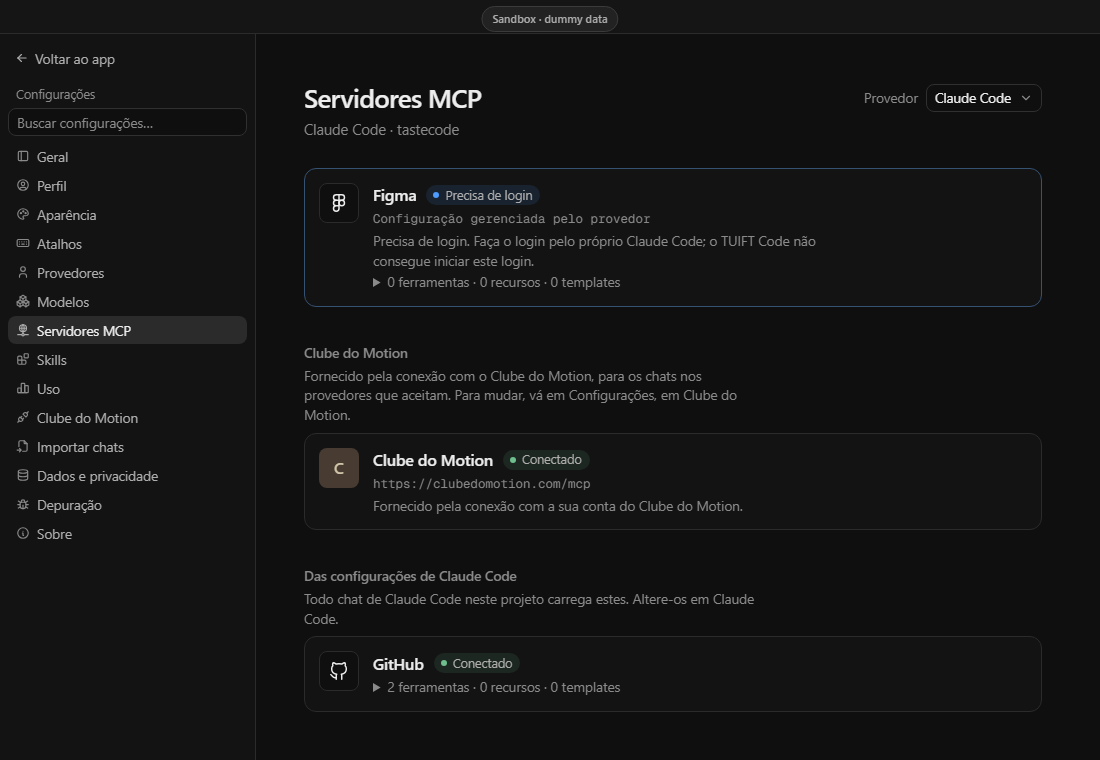 Sandbox · dummy data
Voltar ao app
Configurações
Buscar configurações...
Geral
Perfil
Aparência
Atalhos
Provedores
Modelos
Servidores MCP
Skills
Uso
Clube do Motion
Importar chats
Dados e privacidade
Depuração
Sobre
Servidores MCP
Claude Code · tastecode
Provedor
Claude Code
Figma
Precisa de login
Configuração gerenciada pelo provedor
Precisa de login. Faça o login pelo próprio Claude Code; o TUIFT Code não
consegue iniciar este login.
0 ferramentas · 0 recursos · 0 templates
Clube do Motion
Fornecido pela conexão com o Clube do Motion, para os chats nos
provedores que aceitam. Para mudar, vá em Configurações, em Clube do
Motion.
C
Clube do Motion
Conectado
https://clubedomotion.com/mcp
Fornecido pela conexão com a sua conta do Clube do Motion.
Das configurações de Claude Code
Todo chat de Claude Code neste projeto carrega estes. Altere-os em Claude
Code.
GitHub
Conectado
2 ferramentas · 0 recursos · 0 templates